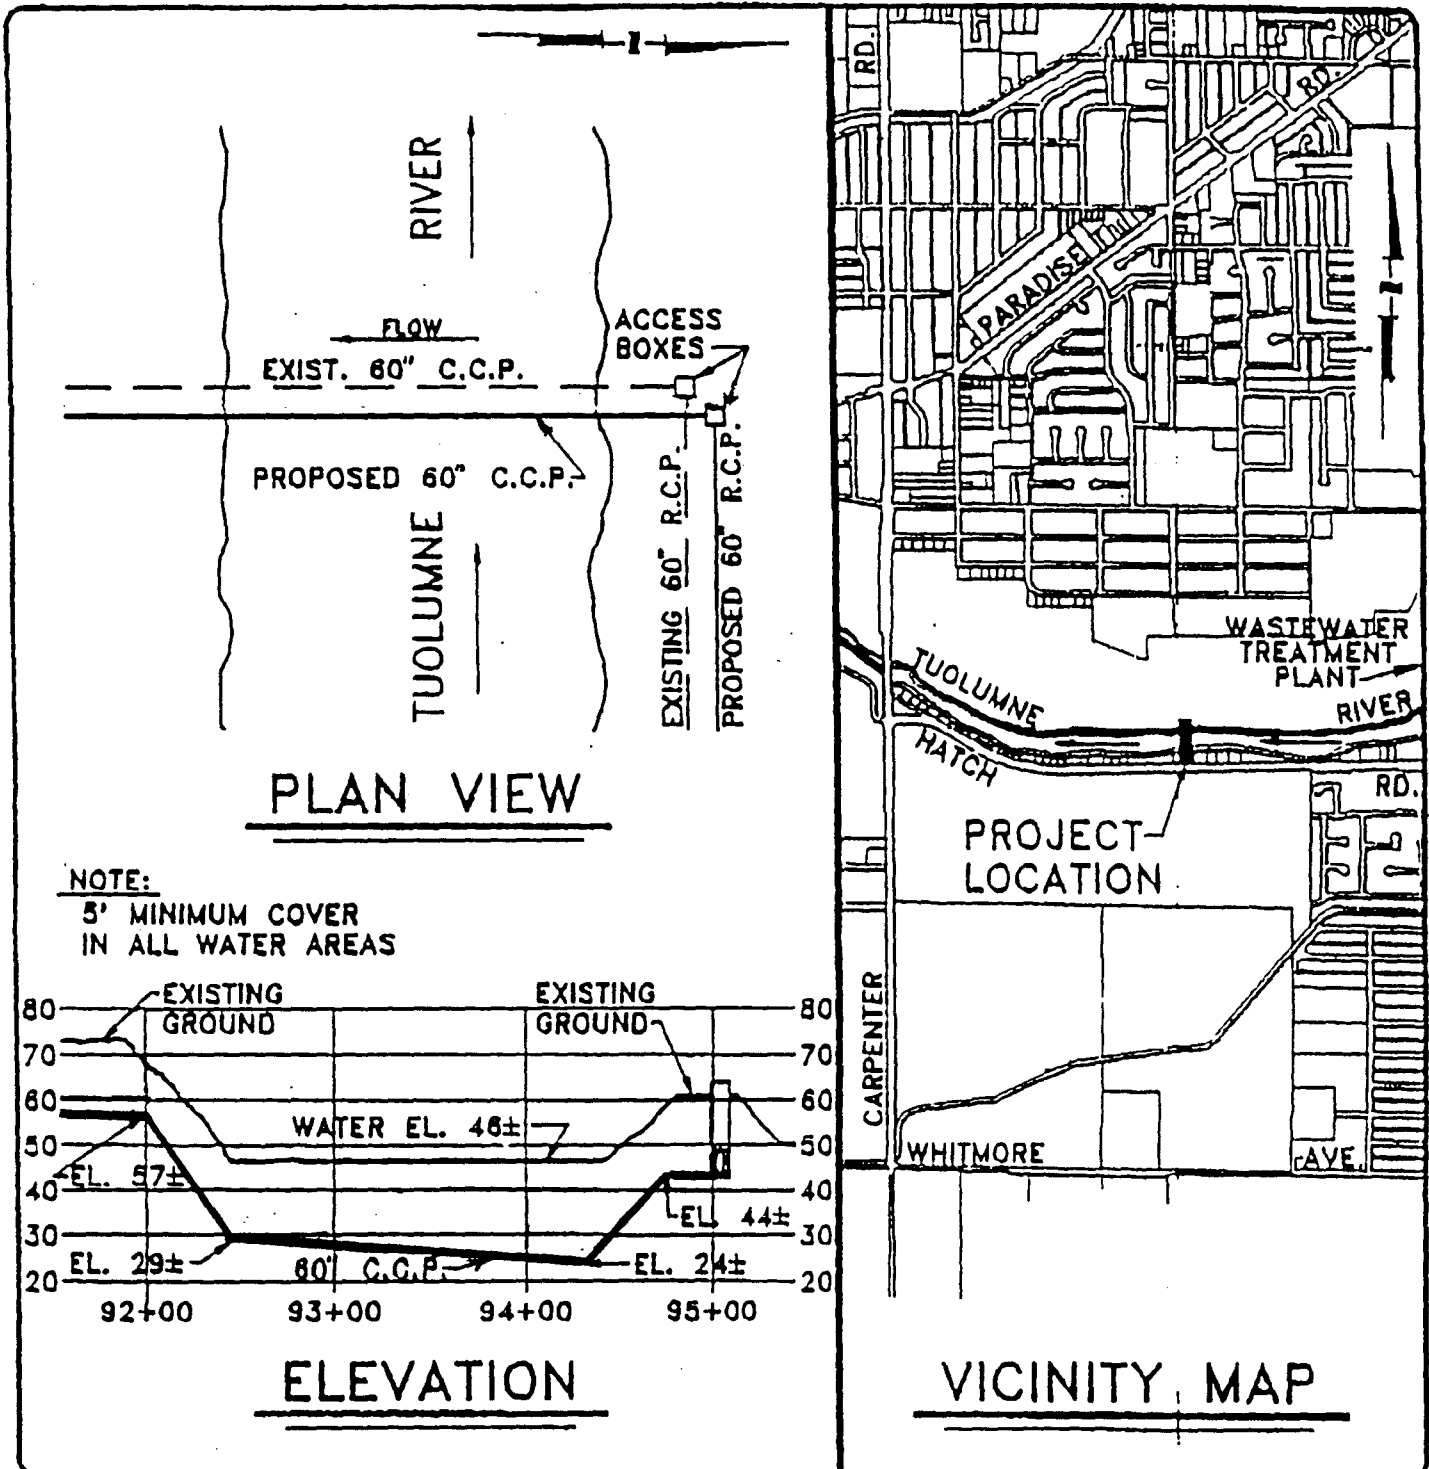 N
RIVER
FLOW
ACCESS
BOXES
EXIST. 60" C.C.P.
PROPOSED 60" C.C.P.
TUOLUMNE
EXISTING 60" R.C.P.
PROPOSED 60" R.C.P.
PLAN VIEW
NOTE:
5' MINIMUM COVER
IN ALL WATER AREAS
EXISTING
GROUND
EXISTING
GROUND
80
80
70
70
60
60
WATER EL. 46±
50
50
EL. 57±
40
40
EL. 44±
30
30
EL. 29±
60" C.C.P.
EL. 24±
20
20
92+00
93+00
94+00
95+00
ELEVATION
RD.
RD.
PARADISE
N
WASTEWATER
TREATMENT
PLANT
TUOLUMNE
RIVER
HATCH
RD.
PROJECT
LOCATION
CARPENTER
WHITMORE
AVE.
VICINITY MAP